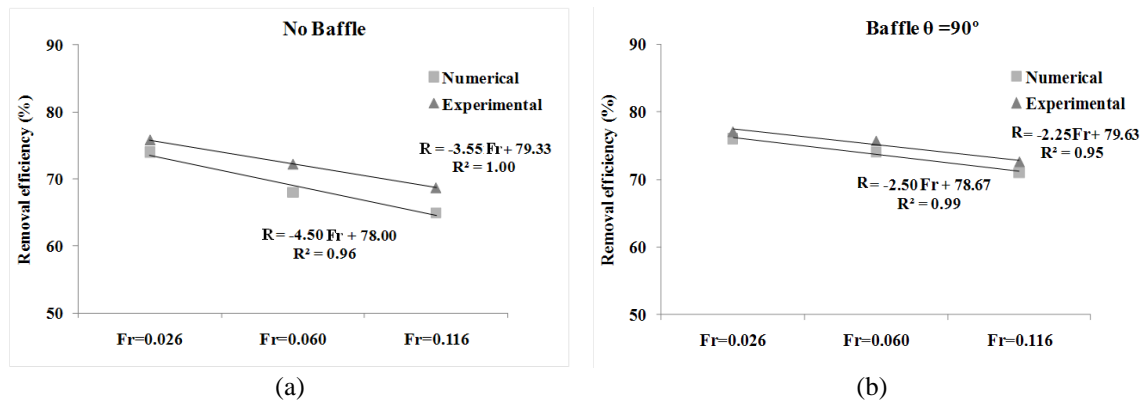 No Baffle
90
80
70
60
50
Removal efficiency (%)
Numerical
Experimental
R = -3.55 Fr + 79.33
R² = 1.00
R = -4.50 Fr + 78.00
R² = 0.96
Fr=0.026 Fr=0.060 Fr=0.116
(a)
Baffle θ =90º
90
80
70
60
50
Removal efficiency (%)
Numerical
Experimental
R = -2.25Fr + 79.63
R² = 0.95
R = -2.50 Fr + 78.67
R² = 0.99
Fr=0.026 Fr=0.060 Fr=0.116
(b)